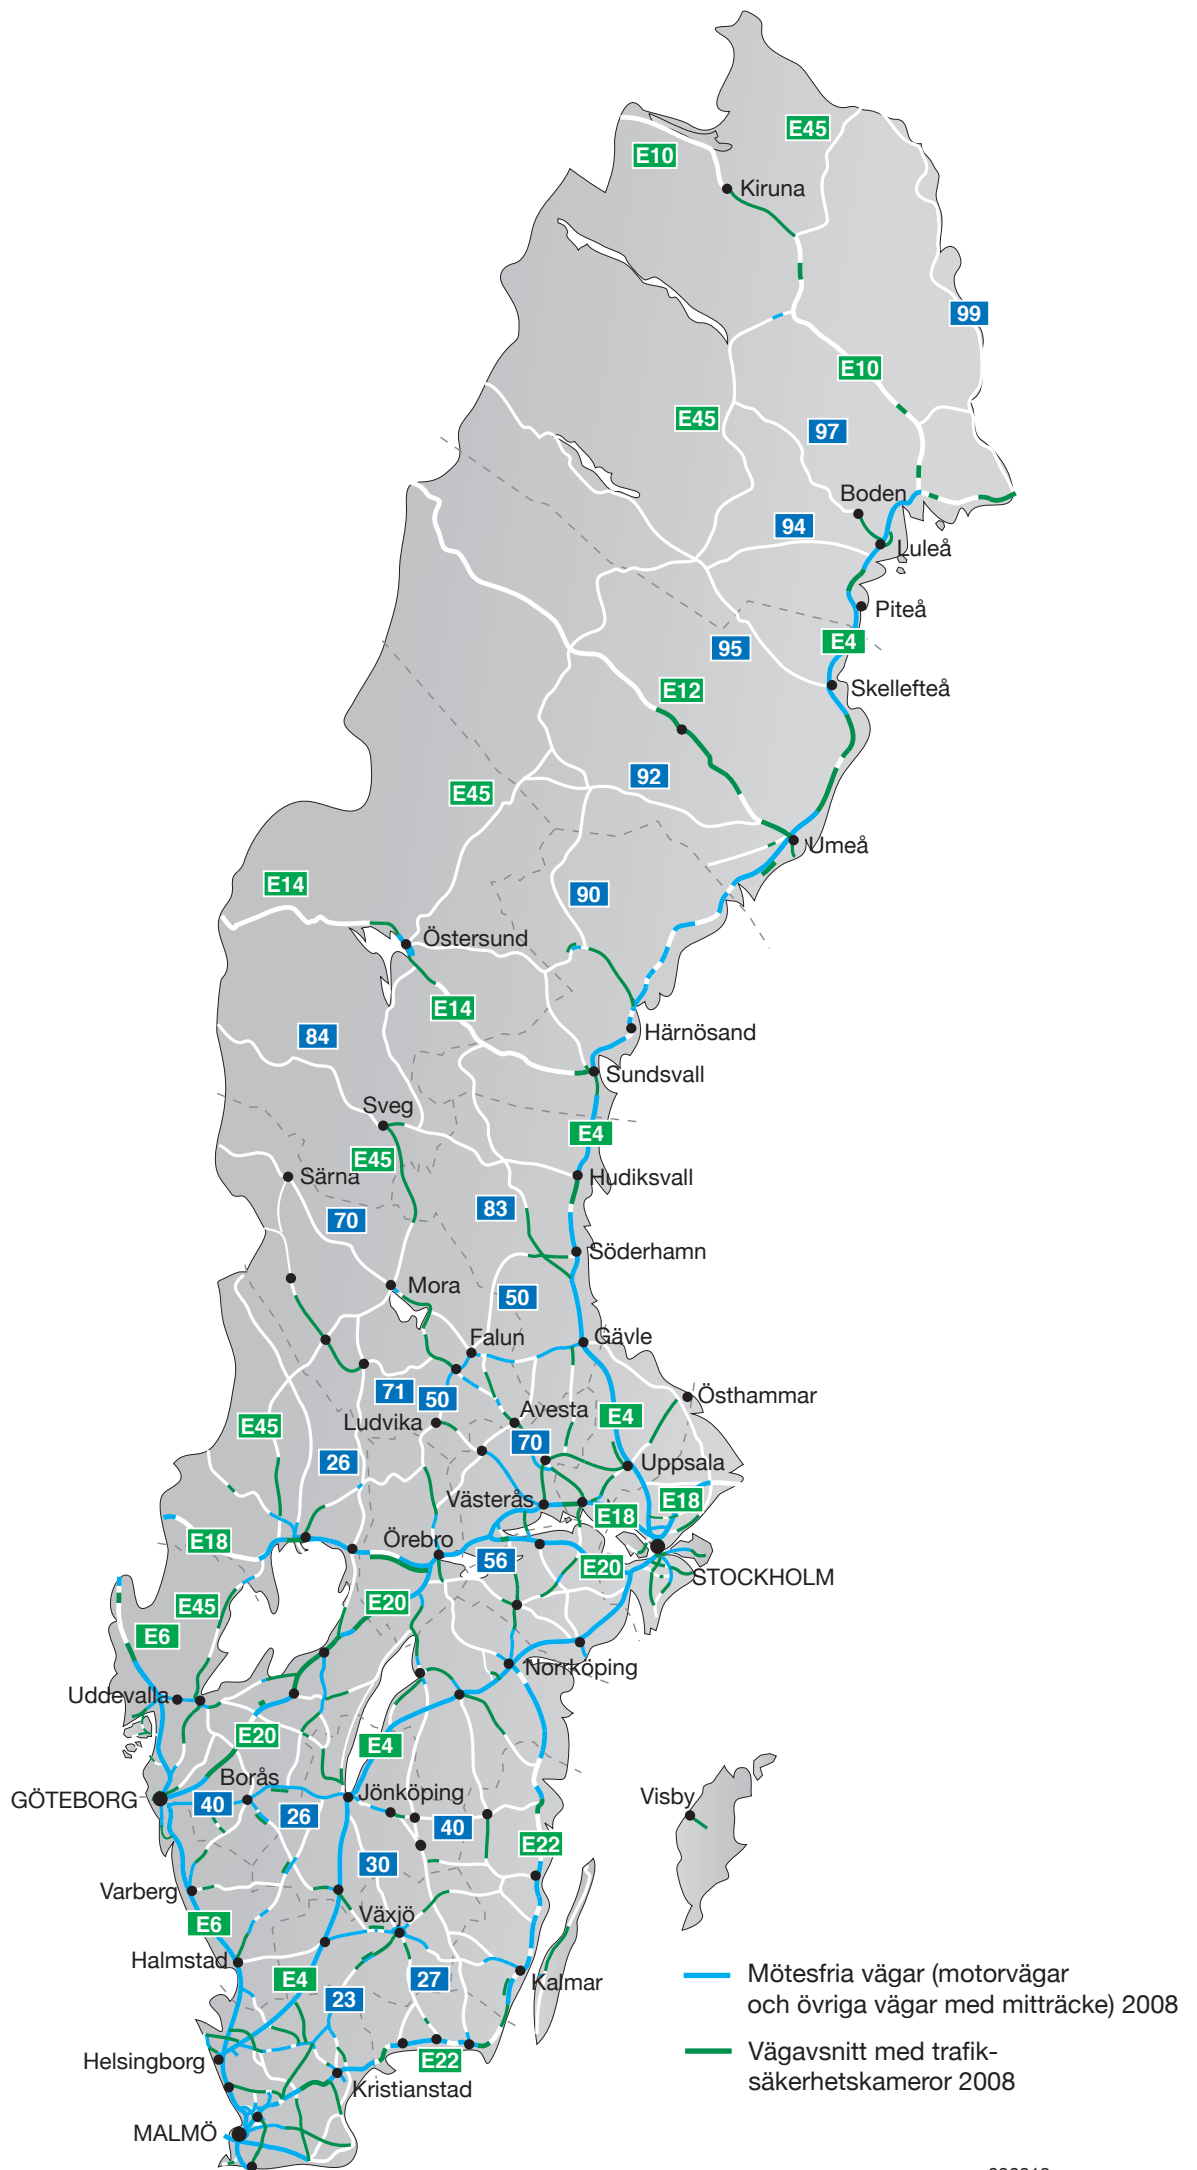 E45
E10
Kiruna
99
E10
E45
97
Boden
94
Luleå
Piteå
E4
95
Skellefteå
E12
92
E45
Umeå
E14
90
Östersund
E14
84
Härnösand
Sundsvall
Sveg
E4
E45
Särna
Hudiksvall
83
70
Söderhamn
Mora
50
Falun
Gävle
71
50
Östhammar
Avesta
E4
Ludvika
E45
70
26
Uppsala
Västerås
E18
E18
E18
Örebro
56
E20
STOCKHOLM
E45
E20
E6
Norrköping
Uddevalla
E20
E4
Borås
Jönköping
GÖTEBORG
40
26
40
Visby
E22
30
Varberg
Växjö
E6
Halmstad
E4
27
Kalmar
23
Helsingborg
E22
Kristianstad
MALMÖ
Mötesfria vägar (motorvägar
och övriga vägar med mitträcke) 2008
Vägavsnitt med trafik-
säkerhetskameror 2008